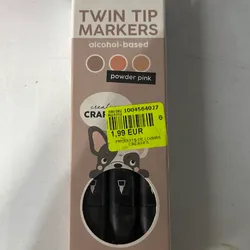 TWIN TIP
MARKERS
alcohol-based
powder pink
CRA
1004564027
1.99 EUR